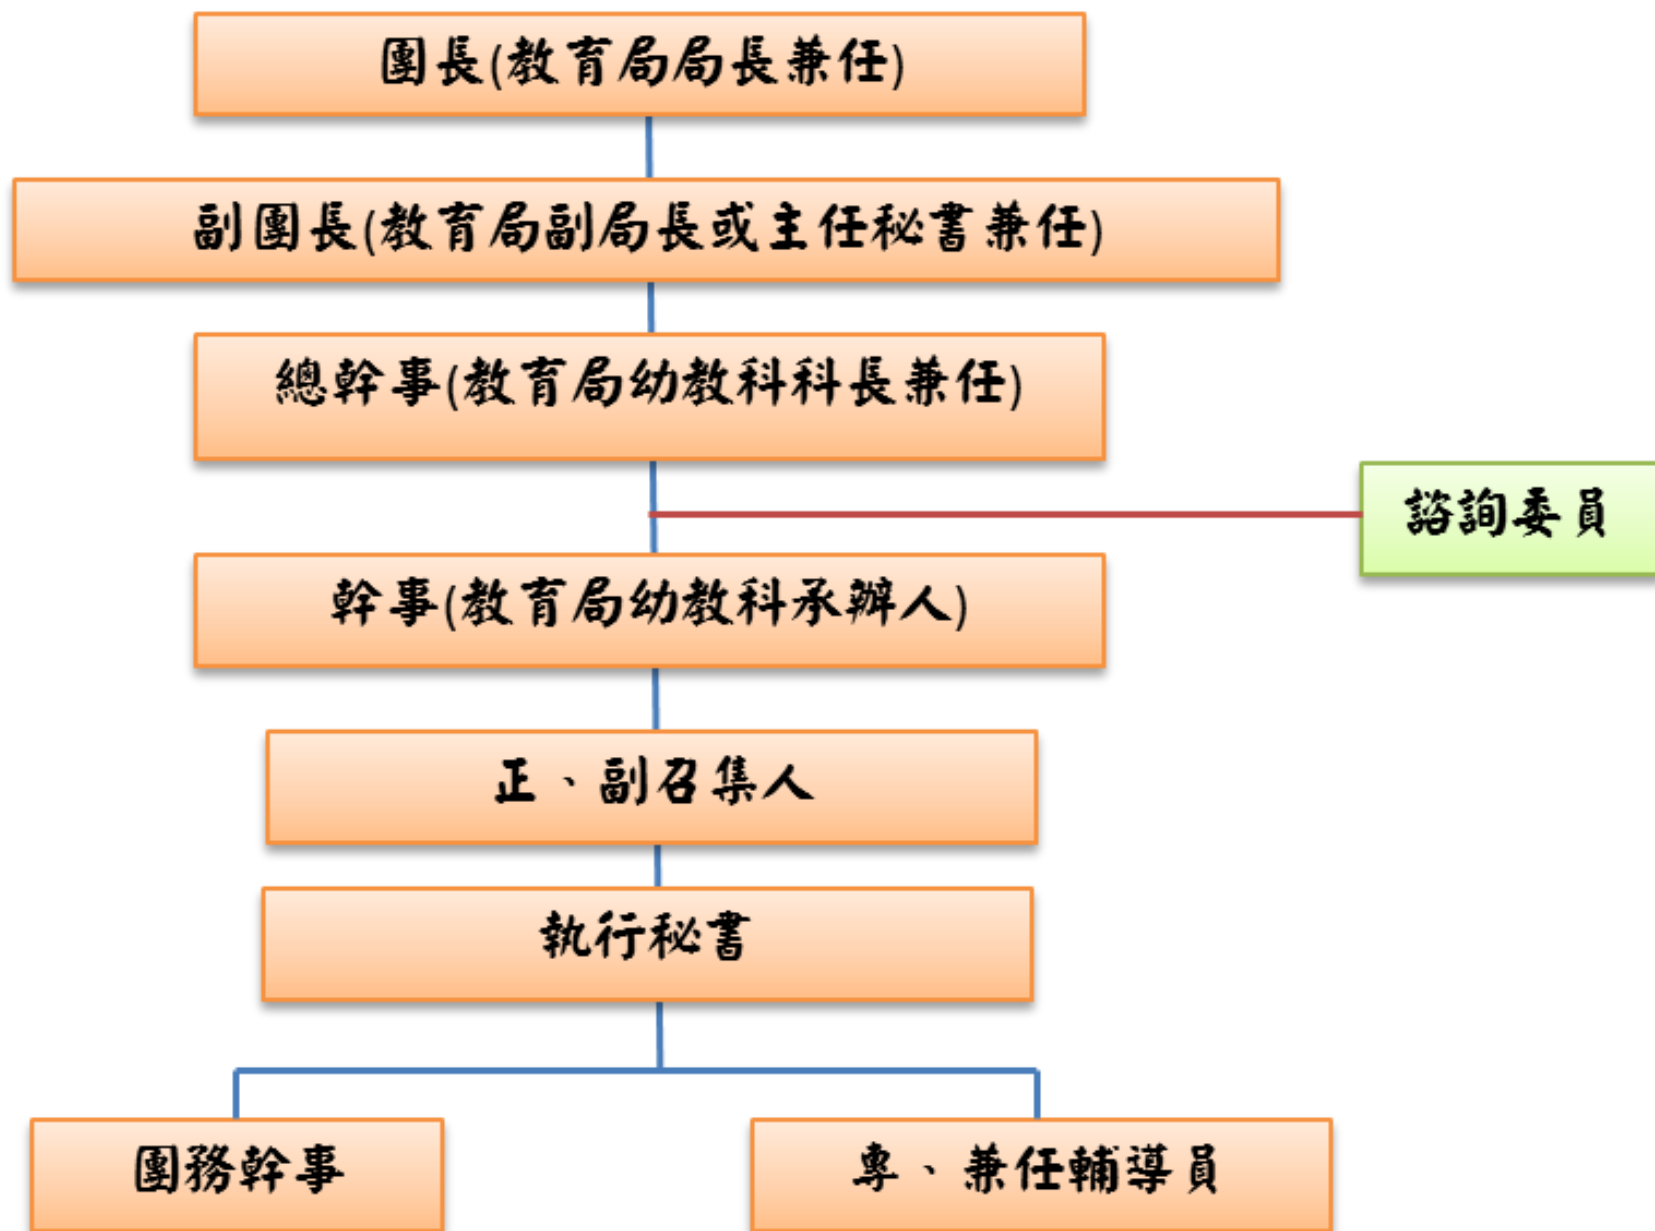 團長(教育局局長兼任)
副團長(教育局副局長或主任秘書兼任)
總幹事(教育局幼教科科長兼任)
諮詢委員
幹事(教育局幼教科承辦人)
正、副召集人
執行秘書
團務幹事
專、兼任輔導員